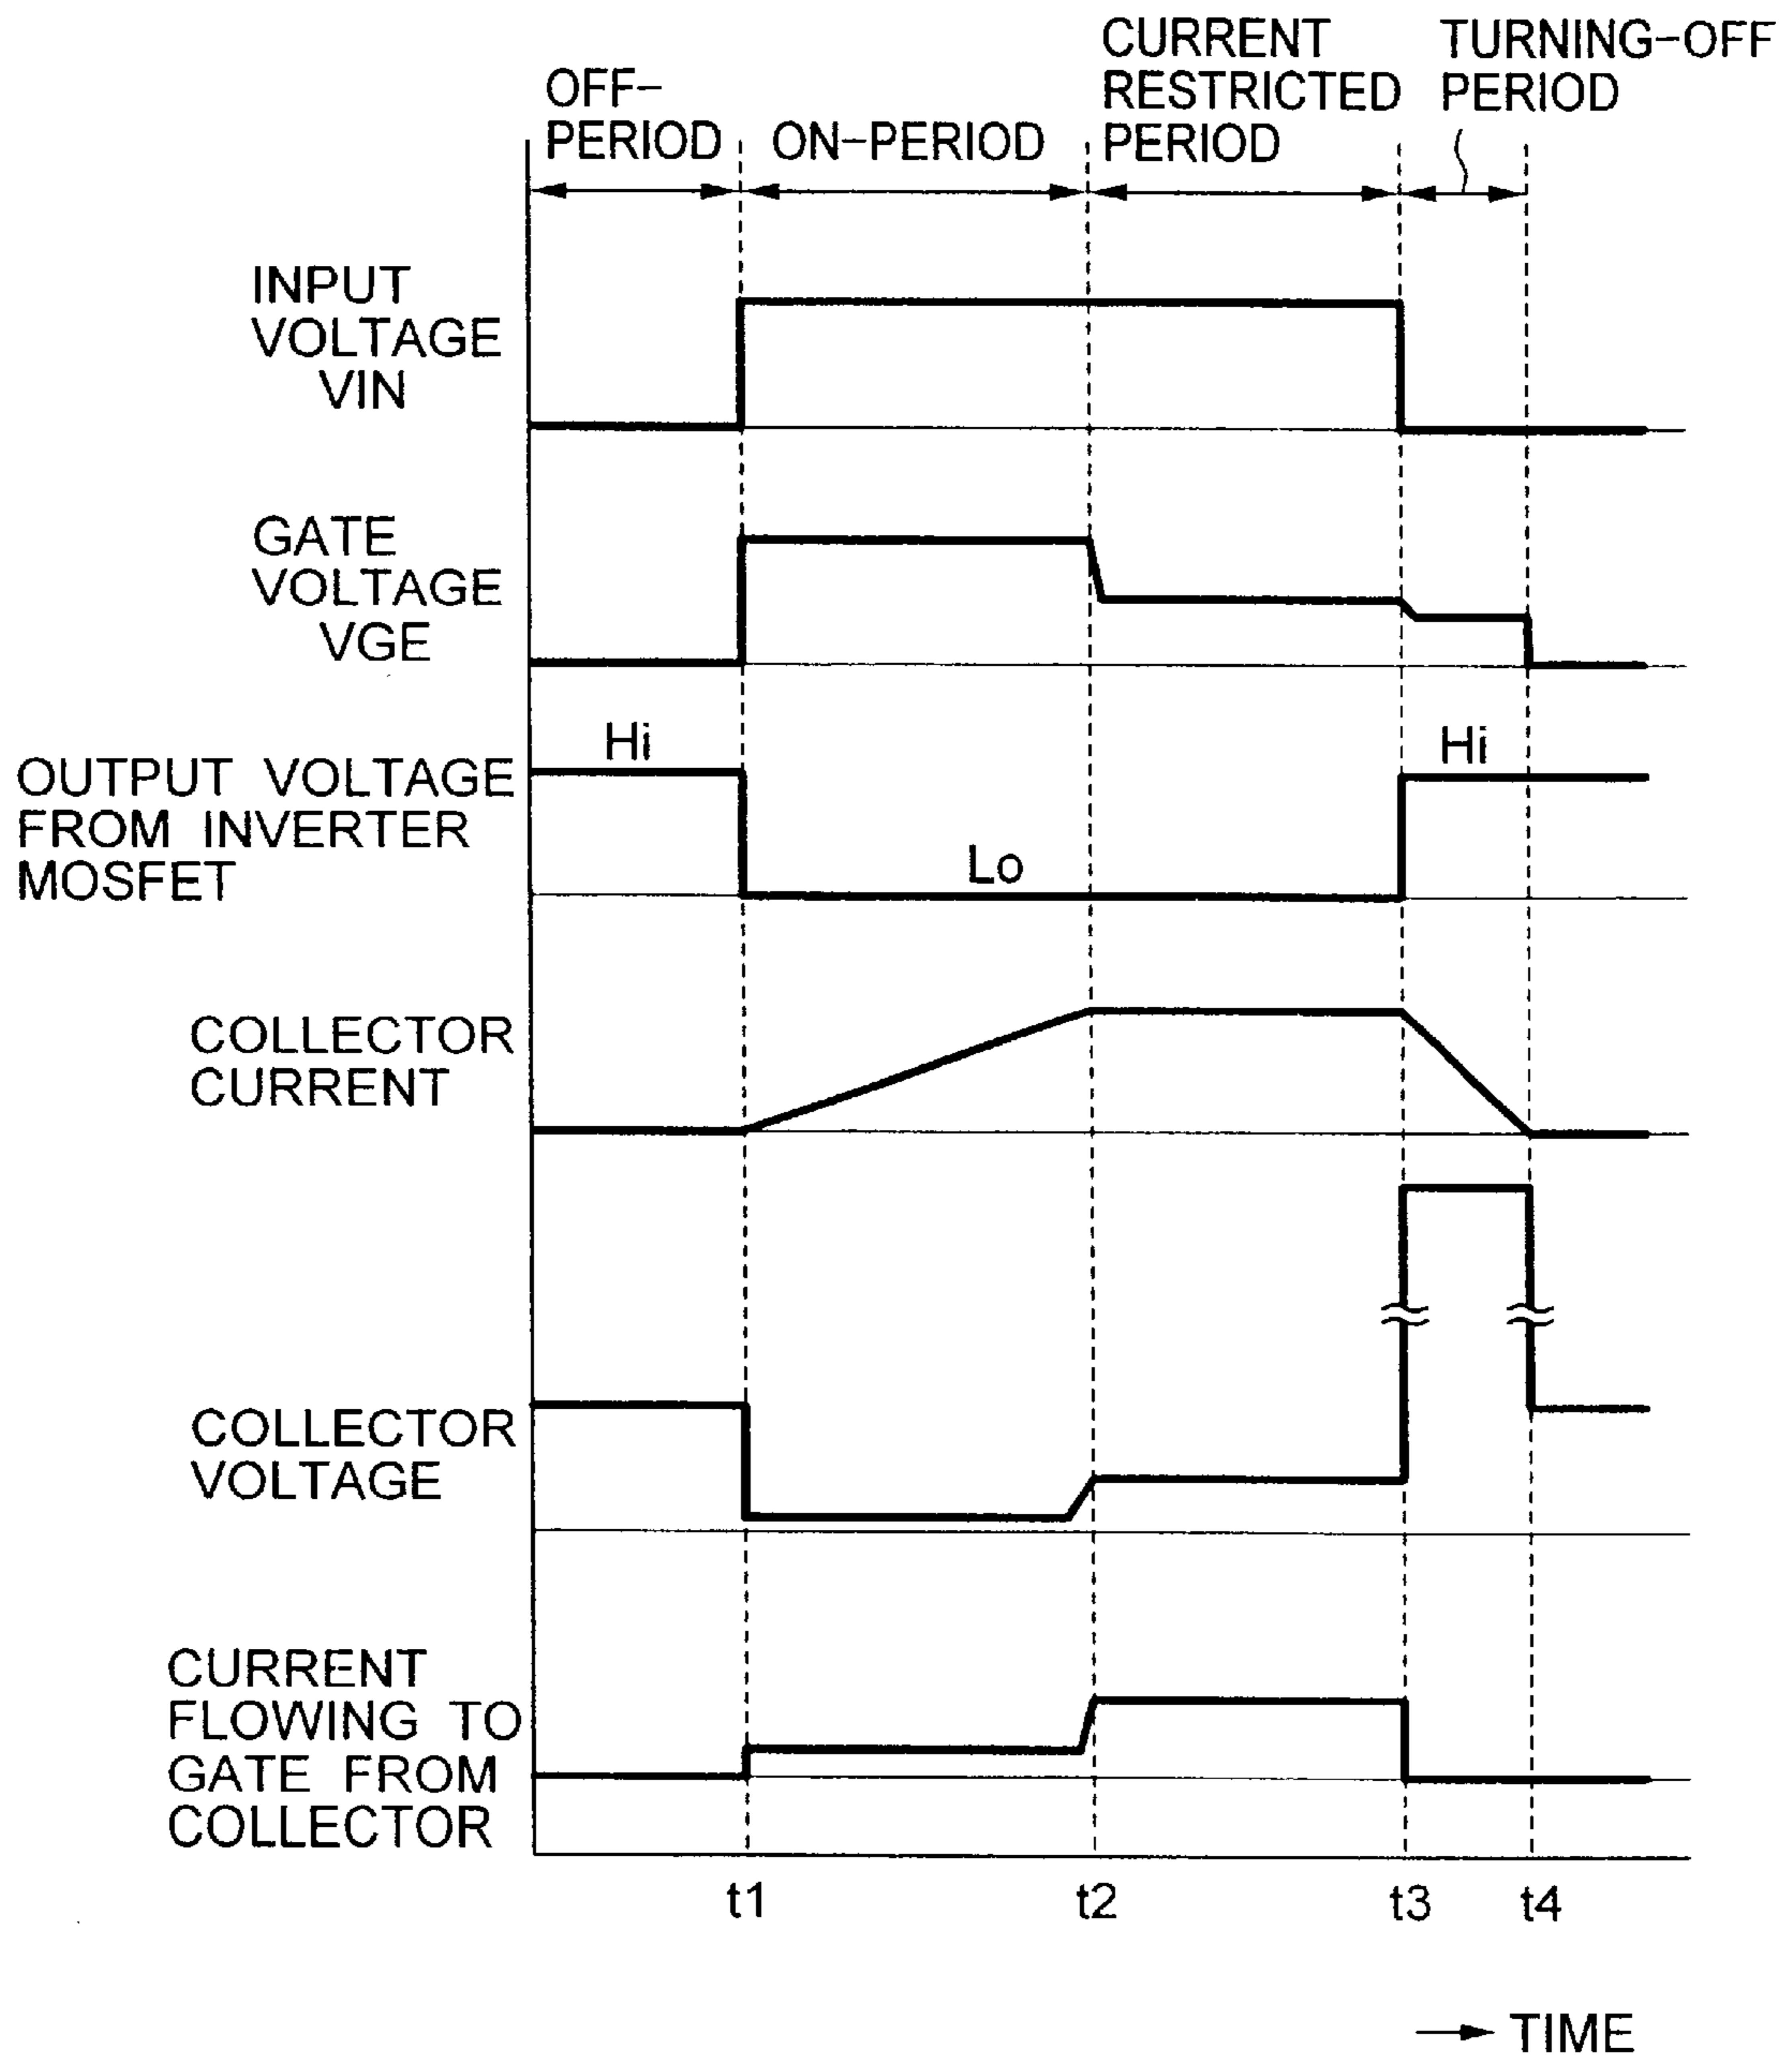 OFF-
PERIOD
ON-PERIOD
CURRENT
RESTRICTED
PERIOD
TURNING-OFF
PERIOD
INPUT
VOLTAGE
VIN
GATE
VOLTAGE
VGE
Hi
Hi
OUTPUT VOLTAGE
FROM INVERTER
MOSFET
Lo
COLLECTOR
CURRENT
COLLECTOR
VOLTAGE
CURRENT
FLOWING TO
GATE FROM
COLLECTOR
t1 t2 t3 t4
TIME